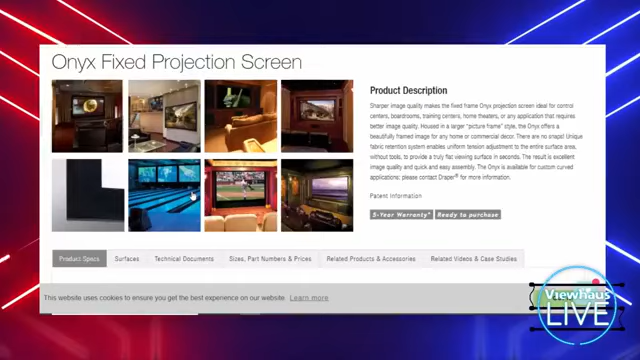 Onyx Fixed Projection Screen
Product Description
Sharper image quality makes the fixed frame Onyx projection screen ideal for control
centers, boardrooms, training centers, home theaters, or any application that requires
better image quality. Housed in a larger "picture frame" style, the Onyx offers a
beautifully framed image for any home or commercial decor. There are no snaps! Unique
fabric retention system enables uniform tension adjustment to the entire surface area,
without tools, to provide a truly flat viewing surface in seconds. The result is excellent
image quality and quick and easy assembly. The Onyx is available for custom curved
applications; please contact Draper® for more information.
Patent Information
5-Year Warranty* Ready to purchase
Product Specs Surfaces Technical Documents Sizes, Part Numbers & Prices Related Products & Accessories Related Videos & Case Studies
This website uses cookies to ensure you get the best experience on our website Learn more
Viewhaus
LIVE